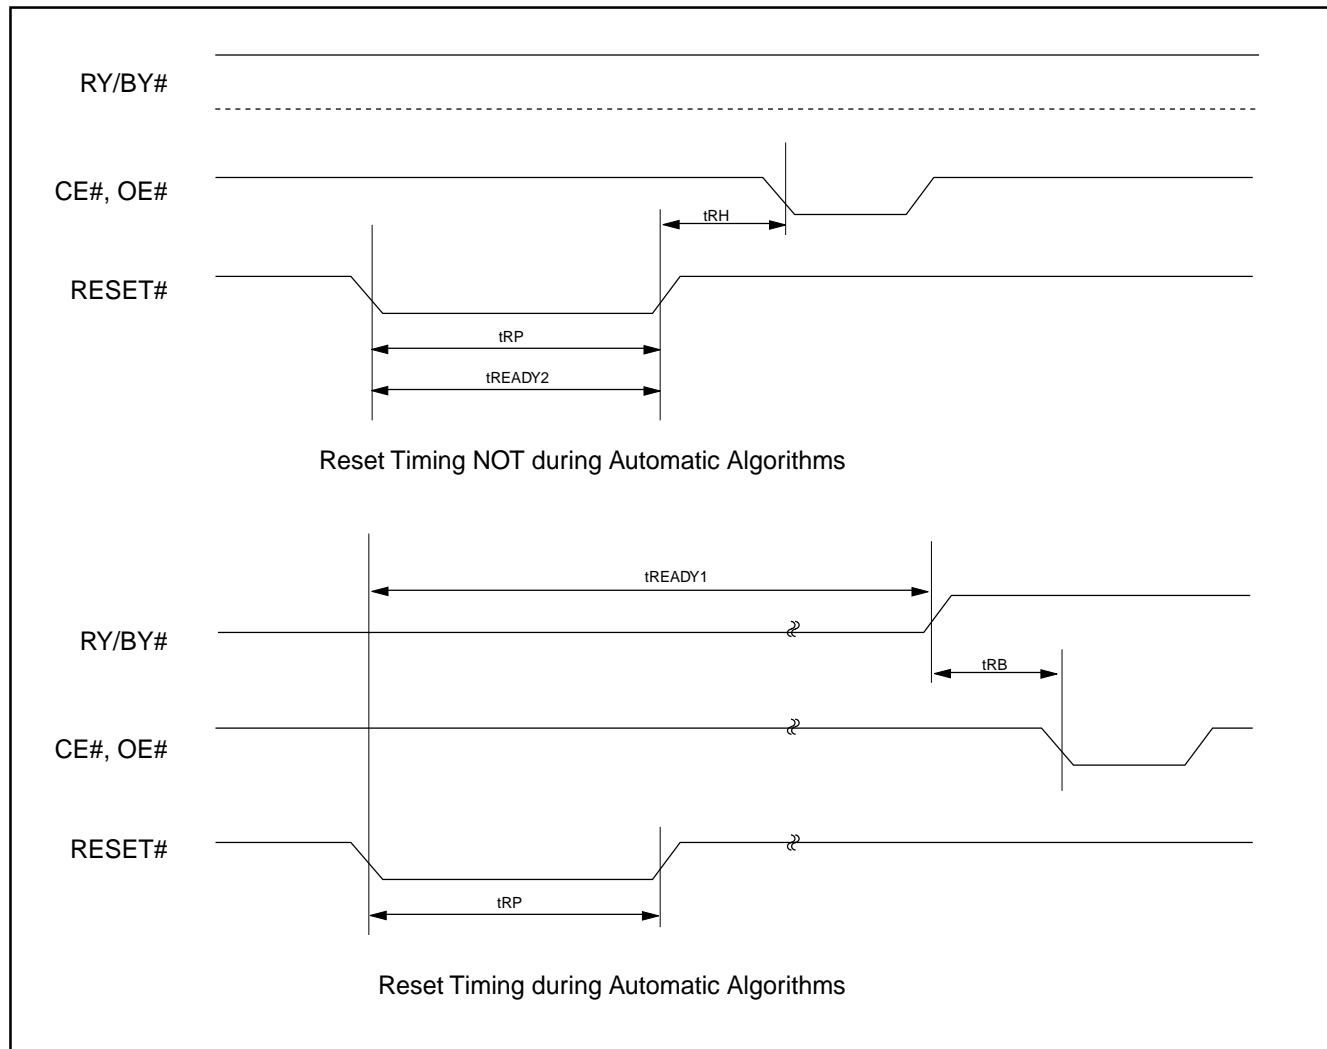 RY/BY#
CE#, OE#
tRH
RESET#
tRP
tREADY2
Reset Timing NOT during Automatic Algorithms
tREADY1
RY/BY#
tRB
CE#, OE#
RESET#
tRP
Reset Timing during Automatic Algorithms